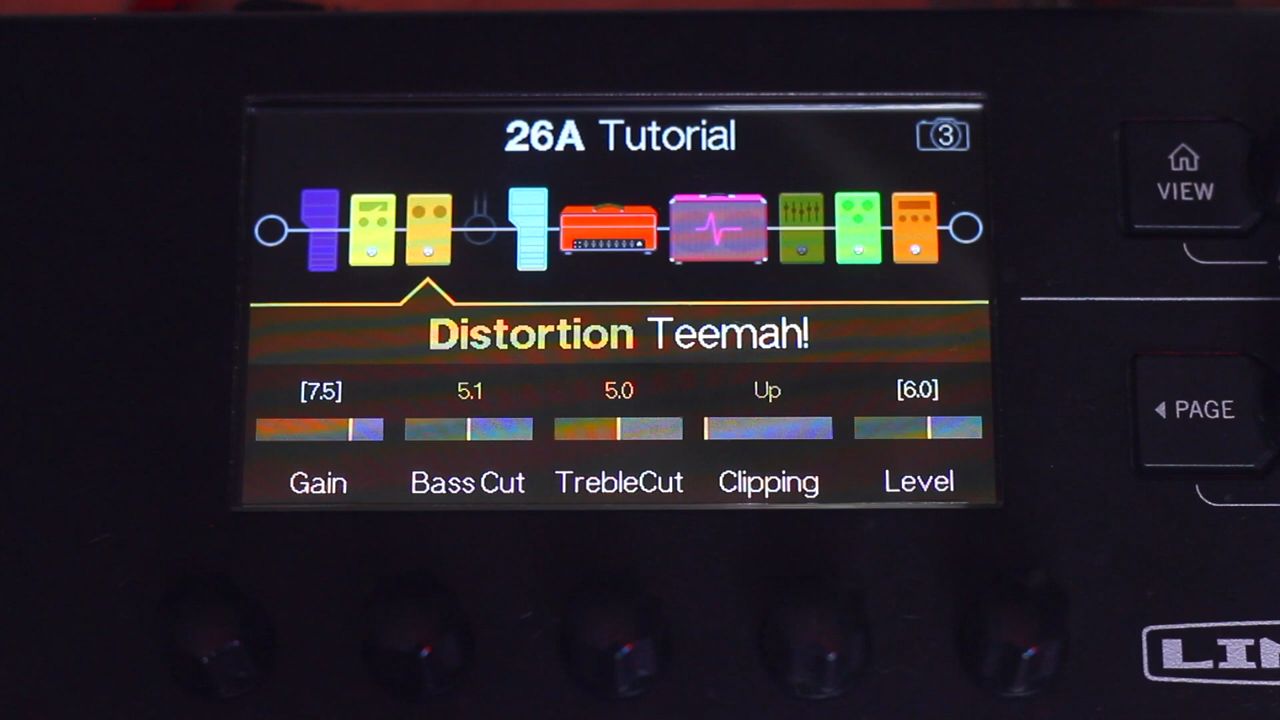 26A Tutorial
3
VIEW
Distortion Teemah!
[7.5] 5.1 5.0 Up [6.0]
PAGE
Gain Bass Cut TrebleCut Clipping Level